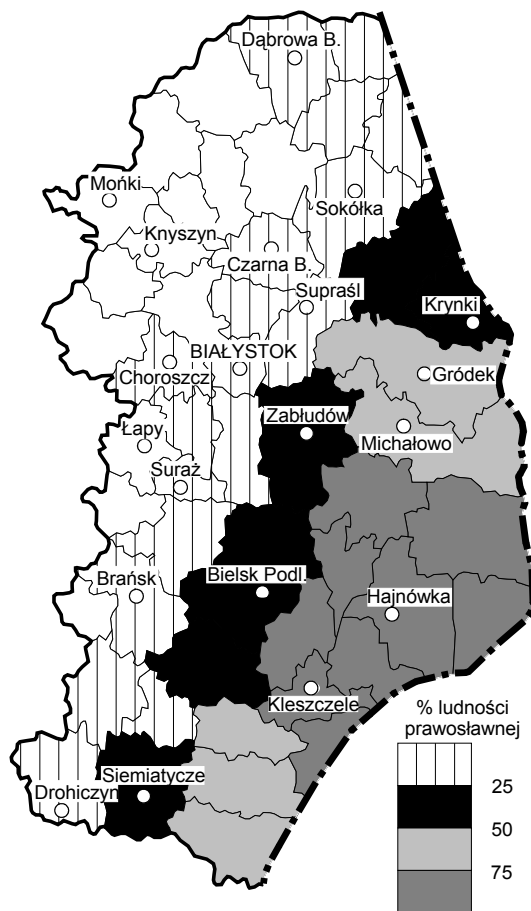 Dąbrowa B.
Mońki
Sokółka
Knyszyn
Czarna B.
Supraśl
Krynki
BIAŁYSTOK
Choroszcz
Gródek
Zabłudów
Łapy
Michałowo
Suraż
Brańsk
Bielsk Podl.
Hajnówka
Kleszczele
% ludności
prawosławnej
Siemiatycze
Drohiczyn
25
50
75